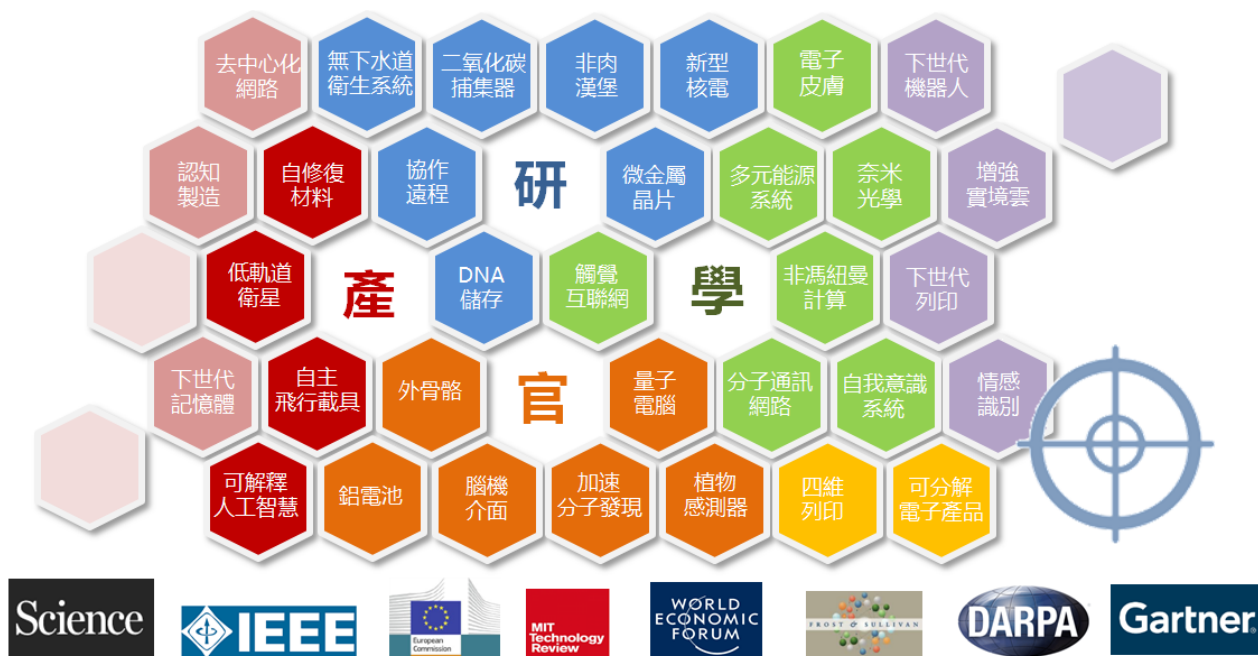 去中心化
網路
無下水道
衛生系統
二氧化碳
捕集器
非肉
漢堡
新型
核電
電子
皮膚
下世代
機器人
認知
製造
自修復
材料
協作
遠程
研
微金屬
晶片
多元能源
系統
奈米
光學
增強
實境雲
低軌道
衛星
產
DNA
儲存
觸覺
互聯網
學
非馮紐曼
計算
下世代
列印
下世代
記憶體
自主
飛行載具
外骨骼
官
量子
電腦
分子通訊
網路
自我意識
系統
情感
識別
可解釋
人工智慧
鋁電池
腦機
介面
加速
分子發現
植物
感測器
四維
列印
可分解
電子產品
Science
IEEE
European
Commission
MIT
Technology
Review
WORLD
ECONOMIC
FORUM
FROST & SULLIVAN
DARPA
Gartner